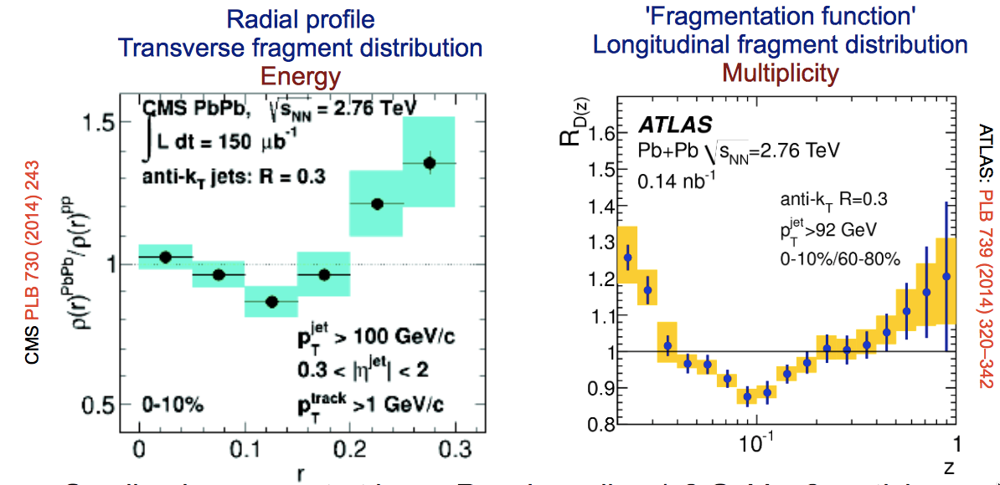 Radial profile
Transverse fragment distribution
Energy
CMS PbPb, √sNN = 2.76 TeV
∫ L dt = 150 μb-1
anti-kT jets: R = 0.3
pTjet > 100 GeV/c
0.3 < |ηjet| < 2
0-10%
pTtrack >1 GeV/c
ρ(r)PbPb/ρ(r)pp
1.5
1
0.5
0
0.1
0.2
0.3
r
CMS PLB 730 (2014) 243
'Fragmentation function'
Longitudinal fragment distribution
Multiplicity
RD(z)
ATLAS
Pb+Pb √sNN=2.76 TeV
0.14 nb-1
anti-kT R=0.3
pTjet>92 GeV
0-10%/60-80%
1.6
1.5
1.4
1.3
1.2
1.1
1
0.9
0.8
10-1
1
z
ATLAS: PLB 739 (2014) 320–342